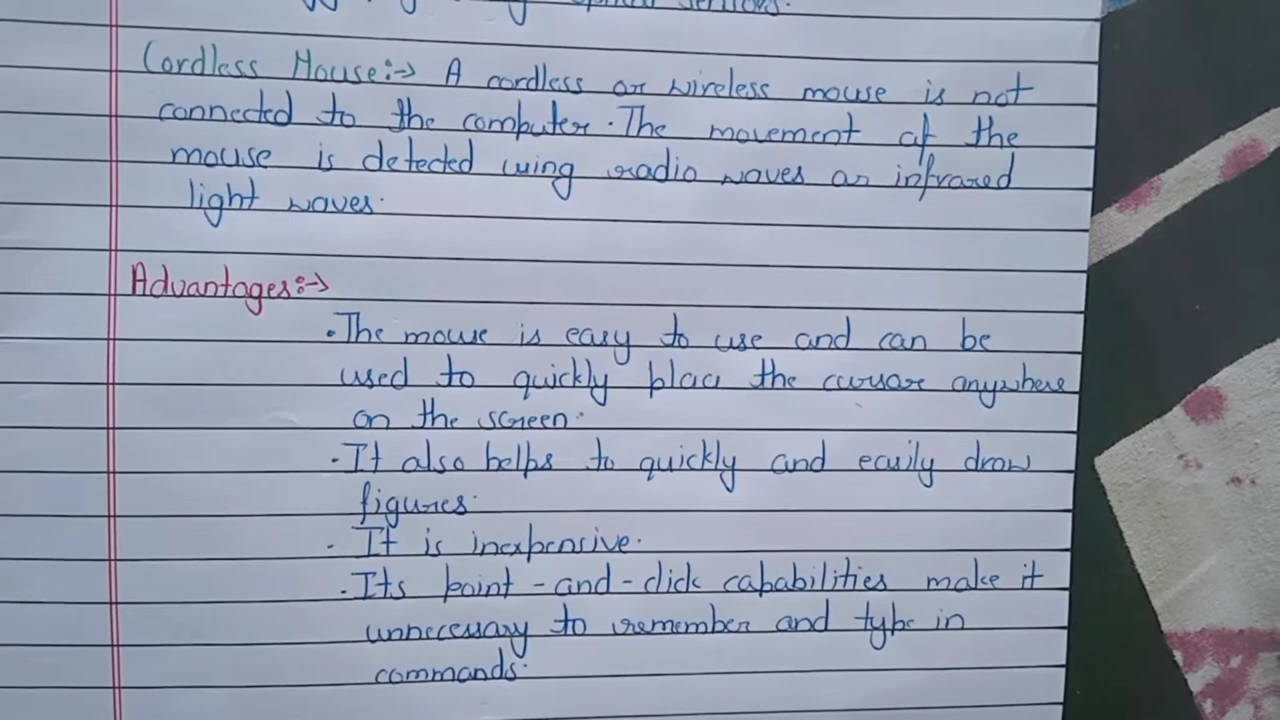 optical sensors.
Cordless Mouse:→ A cordless or wireless mouse is not
connected to the computer. The movement of the
mouse is detected using radio waves or infrared
light waves.
Advantages:→
• The mouse is easy to use and can be
used to quickly place the cursor anywhere
on the screen.
• It also helps to quickly and easily draw
figures.
• It is inexpensive.
• Its point-and-click capabilities make it
unnecessary to remember and type in
commands.